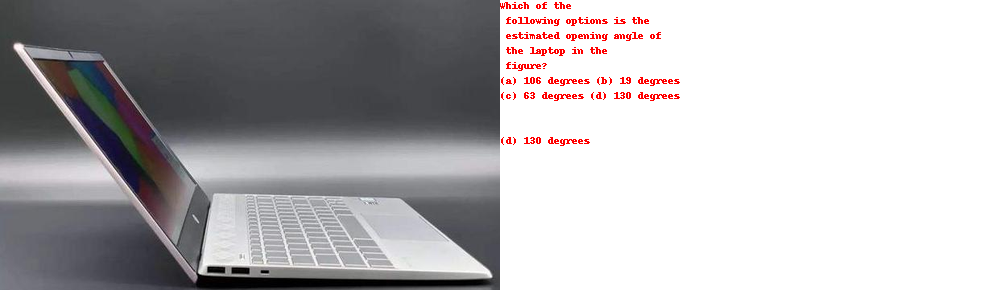 Which of the
following options is the
estimated opening angle of
the laptop in the
figure?
(a) 106 degrees (b) 19 degrees
(c) 63 degrees (d) 130 degrees
(d) 130 degrees